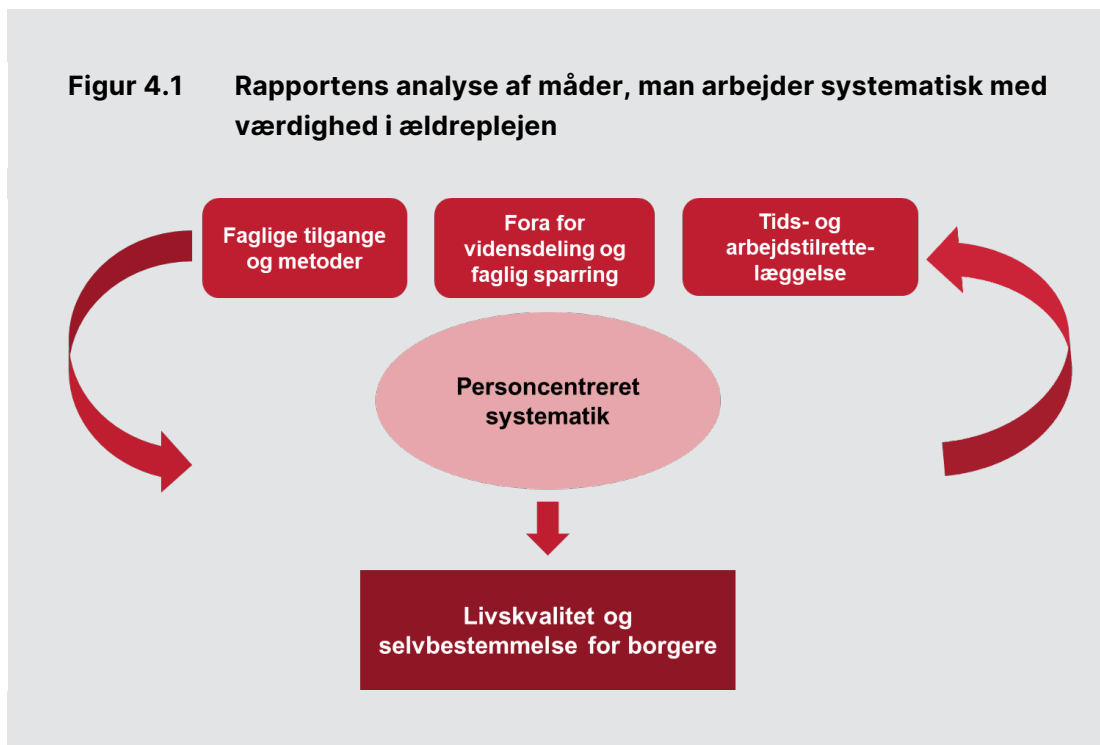 Figur 4.1 Rapportens analyse af måder, man arbejder systematisk med
værdighed i ældreplejen
Faglige tilgange
og metoder
Fora for
vidensdeling og
faglig sparring
Tids- og
arbejdstilrette-
læggelse
Personcentreret
systematik
Livskvalitet og
selvbestemmelse for borgere